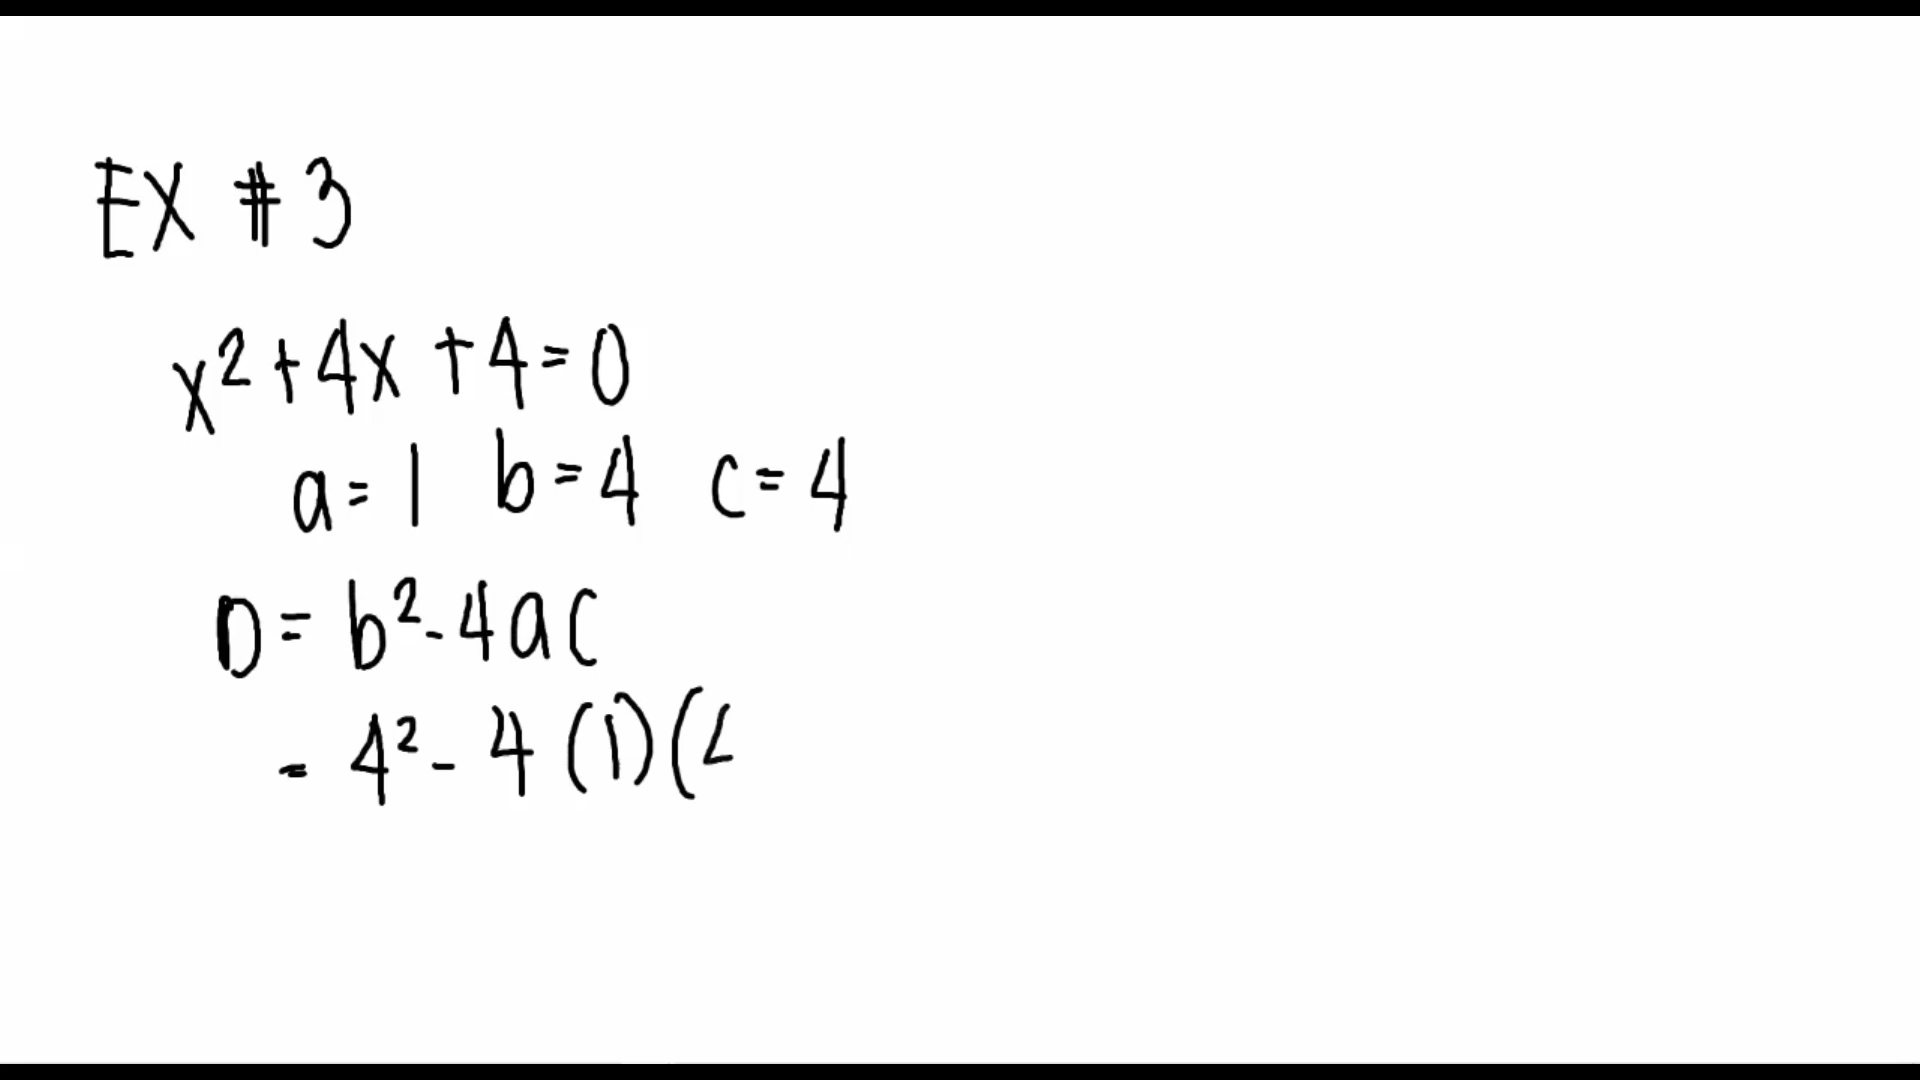 EX #3
x²+4x +4=0
a=1 b=4 c=4
D= b²-4ac
= 4²- 4 (1)(